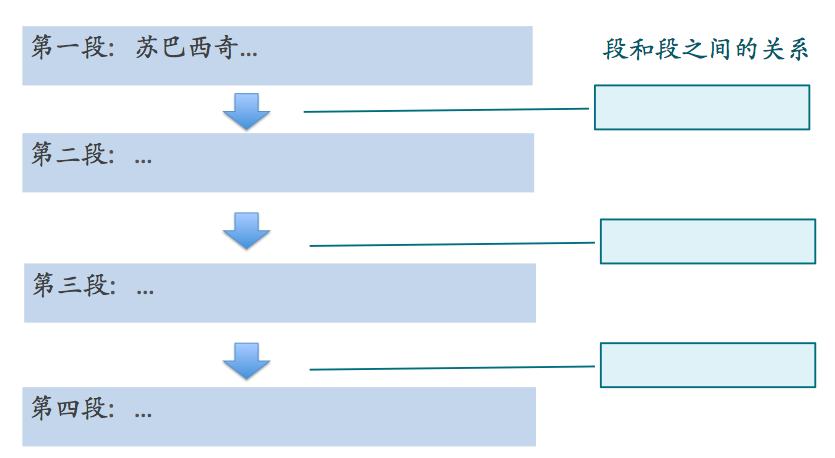 第一段： 苏巴西奇…
段和段之间的关系
第二段： …
第三段： …
第四段： …